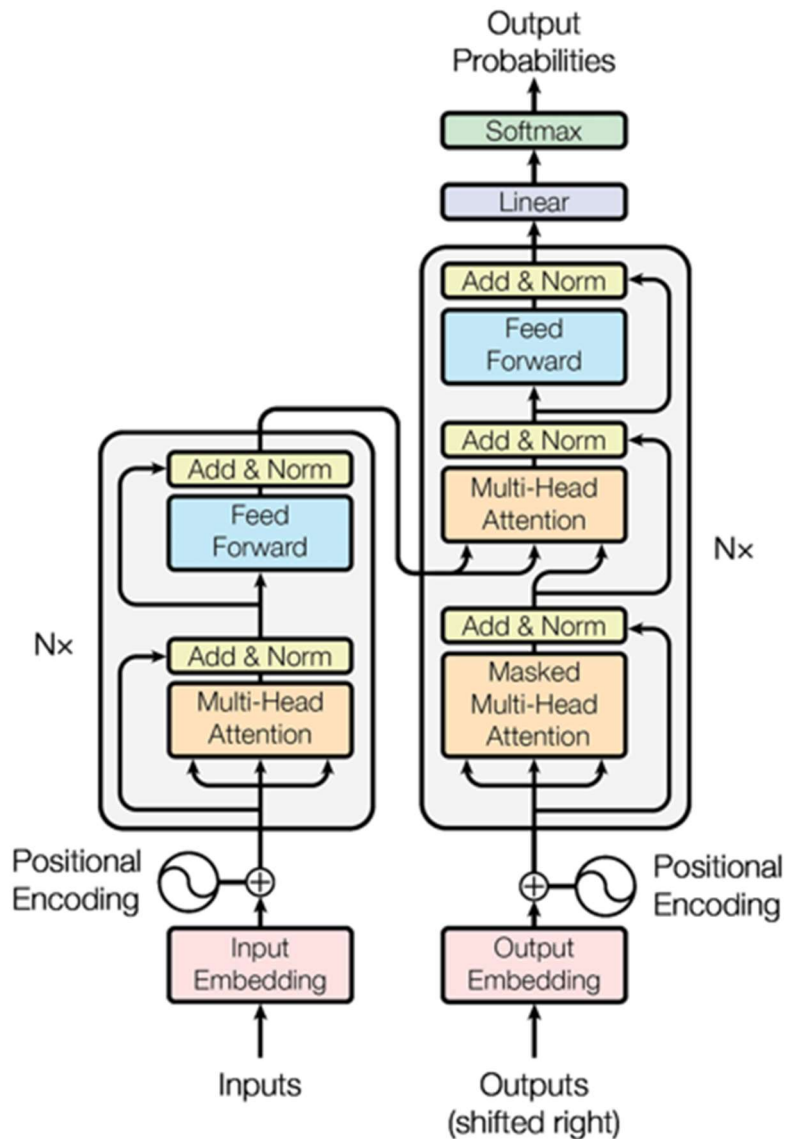 Output
Probabilities
Softmax
Linear
Add & Norm
Feed
Forward
Add & Norm
Multi-Head
Attention
Add & Norm
Masked
Multi-Head
Attention
N×
Add & Norm
Feed
Forward
Add & Norm
Multi-Head
Attention
N×
Positional
Encoding
Positional
Encoding
Input
Embedding
Output
Embedding
Inputs
Outputs
(shifted right)